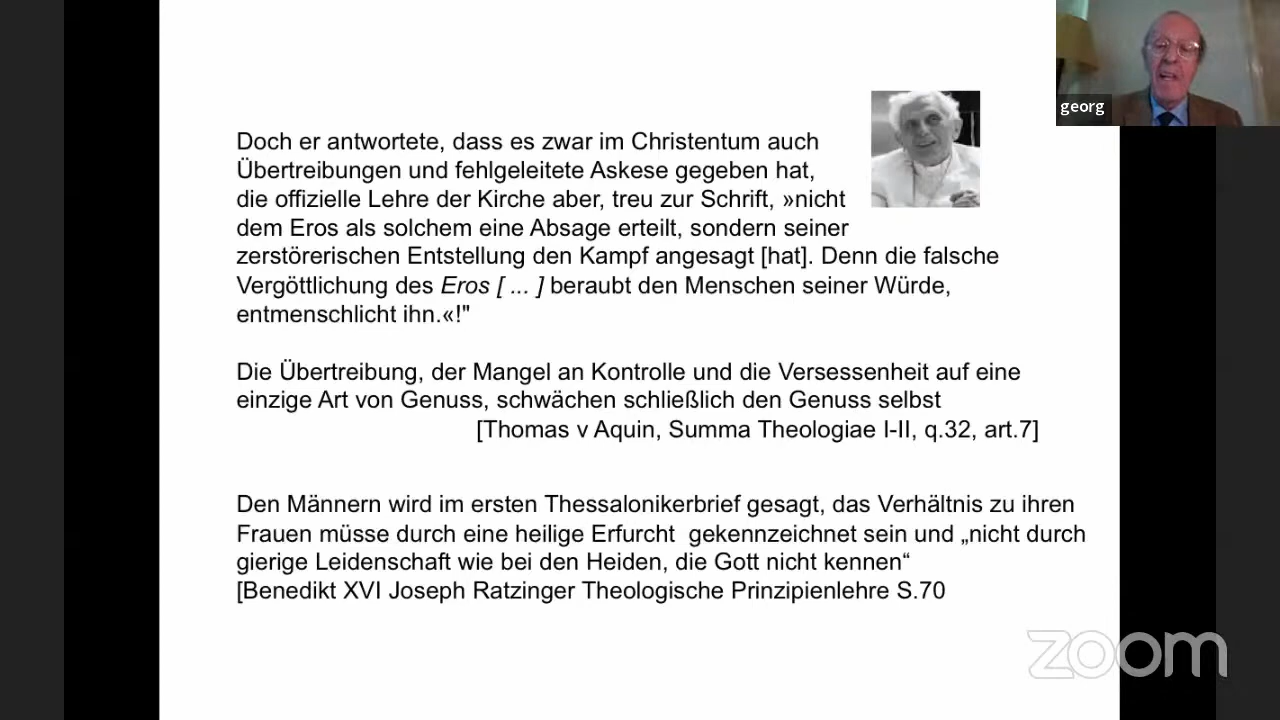 Doch er antwortete, dass es zwar im Christentum auch
Übertreibungen und fehlgeleitete Askese gegeben hat,
die offizielle Lehre der Kirche aber, treu zur Schrift, »nicht
dem Eros als solchem eine Absage erteilt, sondern seiner
zerstörerischen Entstellung den Kampf angesagt [hat]. Denn die falsche
Vergöttlichung des Eros [ ... ] beraubt den Menschen seiner Würde,
entmenschlicht ihn.«!"
Die Übertreibung, der Mangel an Kontrolle und die Versessenheit auf eine
einzige Art von Genuss, schwächen schließlich den Genuss selbst
[Thomas v Aquin, Summa Theologiae I-II, q.32, art.7]
Den Männern wird im ersten Thessalonikerbrief gesagt, das Verhältnis zu ihren
Frauen müsse durch eine heilige Erfurcht  gekennzeichnet sein und „nicht durch
gierige Leidenschaft wie bei den Heiden, die Gott nicht kennen“
[Benedikt XVI Joseph Ratzinger Theologische Prinzipienlehre S.70
georg
zoom